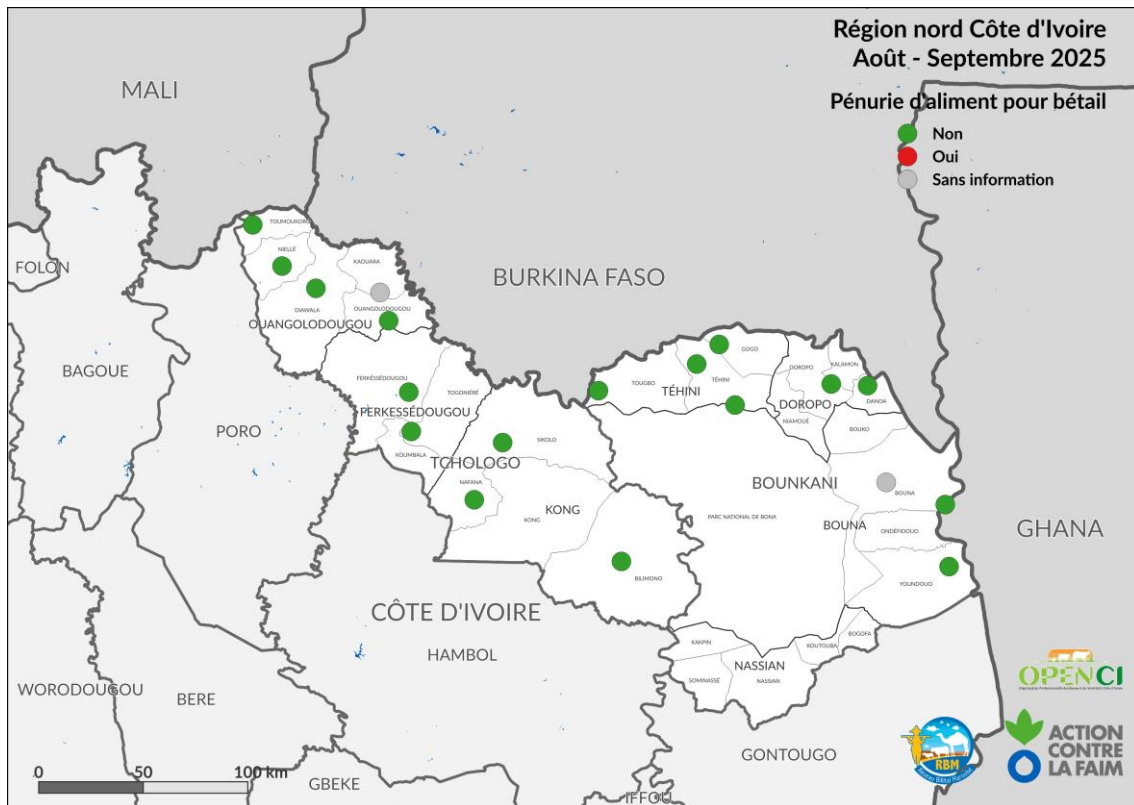 Région nord Côte d'Ivoire
Août - Septembre 2025
Pénurie d'aliment pour bétail
Non
Oui
Sans information
MALI
BURKINA FASO
GHANA
CÔTE D'IVOIRE
FOLON
BAGOUE
PORO
WORODOUGOU
BERE
HAMBOL
GBEKE
IFFOU
GONTOUGO
TCHOLOGO
BOUNKANI
TOUMOUKORO
NIELLÉ
KAOUARA
DIAWALA
OUANGOLODOUGOU
OUANGOLODOUGOU
FERKÉSSÉDOUGOU
TOGONIÉRÉ
FERKESSÉDOUGOU
KOUMBALA
SIKOLO
NAFANA
KONG
KONG
BILIMONO
TOUGBO
TÉHINI
TÉHINI
GOGO
DOROPO
KALAMON
DOROPO
DANOA
NIAMOUÉ
BOUKO
BOUNA
BOUNA
PARC NATIONAL DE BONA
ONDÉFIDOUO
YOUNDOUO
KAKPIN
KOUTOUBA
BOGOFA
NASSIAN
SOMINASSÉ
NASSIAN
0 50 100 km
OPENCI
RBM
ACTION
CONTRE
LA FAIM